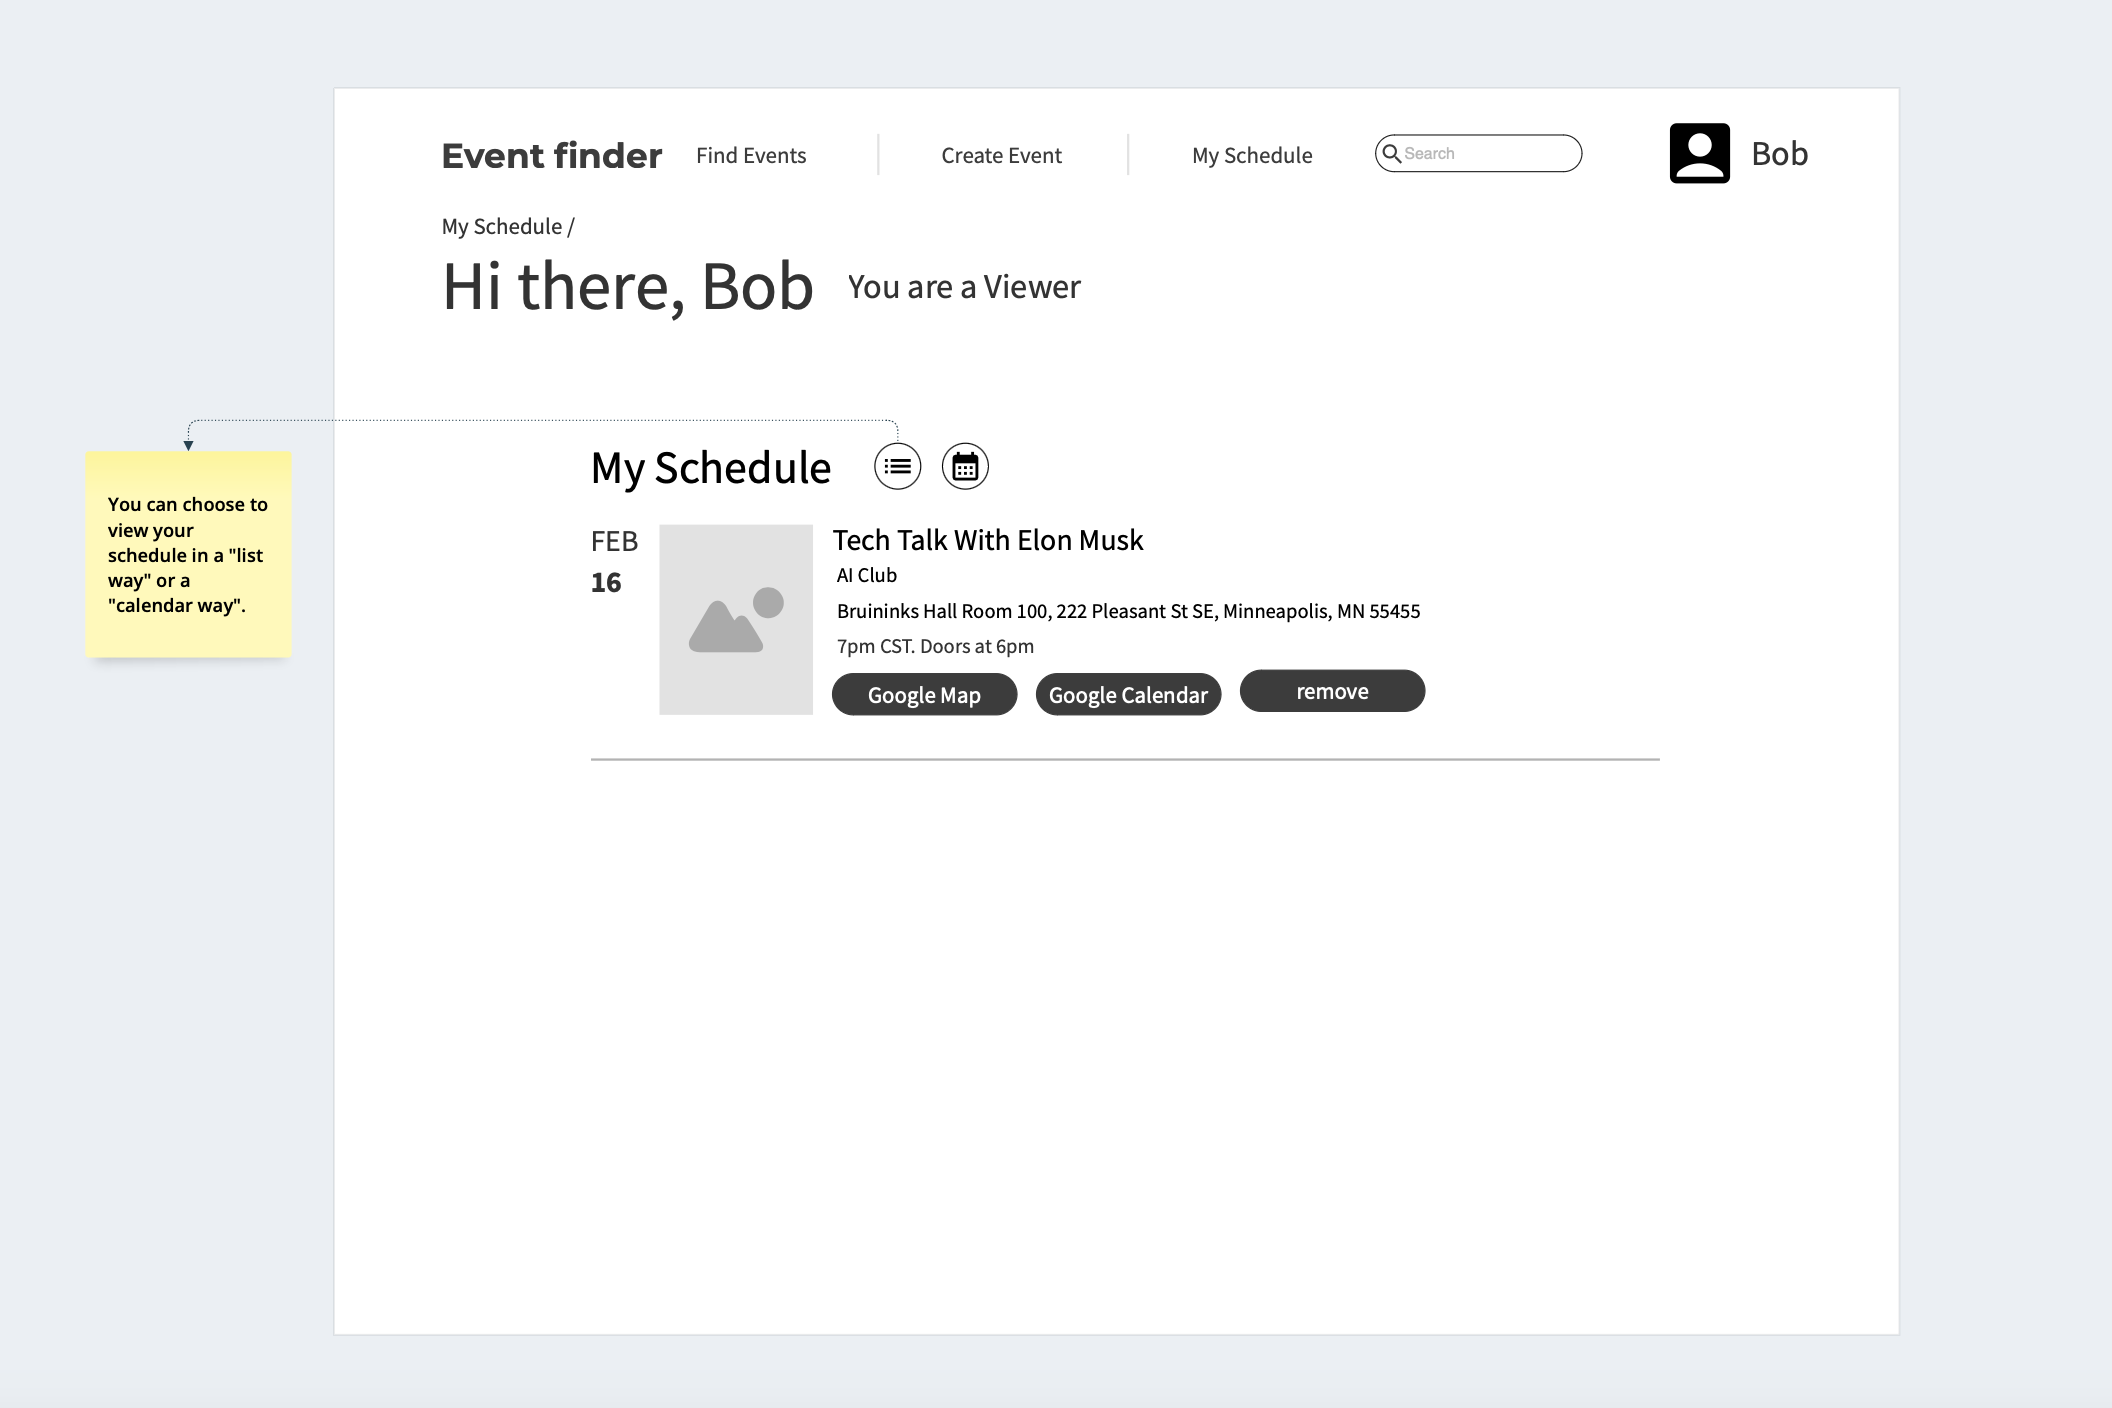 Event finder Find Events Create Event My Schedule Search Bob
My Schedule /
Hi there, Bob You are a Viewer
My Schedule
You can choose to
view your
schedule in a "list
way" or a
"calendar way".
FEB
16
Tech Talk With Elon Musk
AI Club
Bruininks Hall Room 100, 222 Pleasant St SE, Minneapolis, MN 55455
7pm CST. Doors at 6pm
Google Map Google Calendar remove